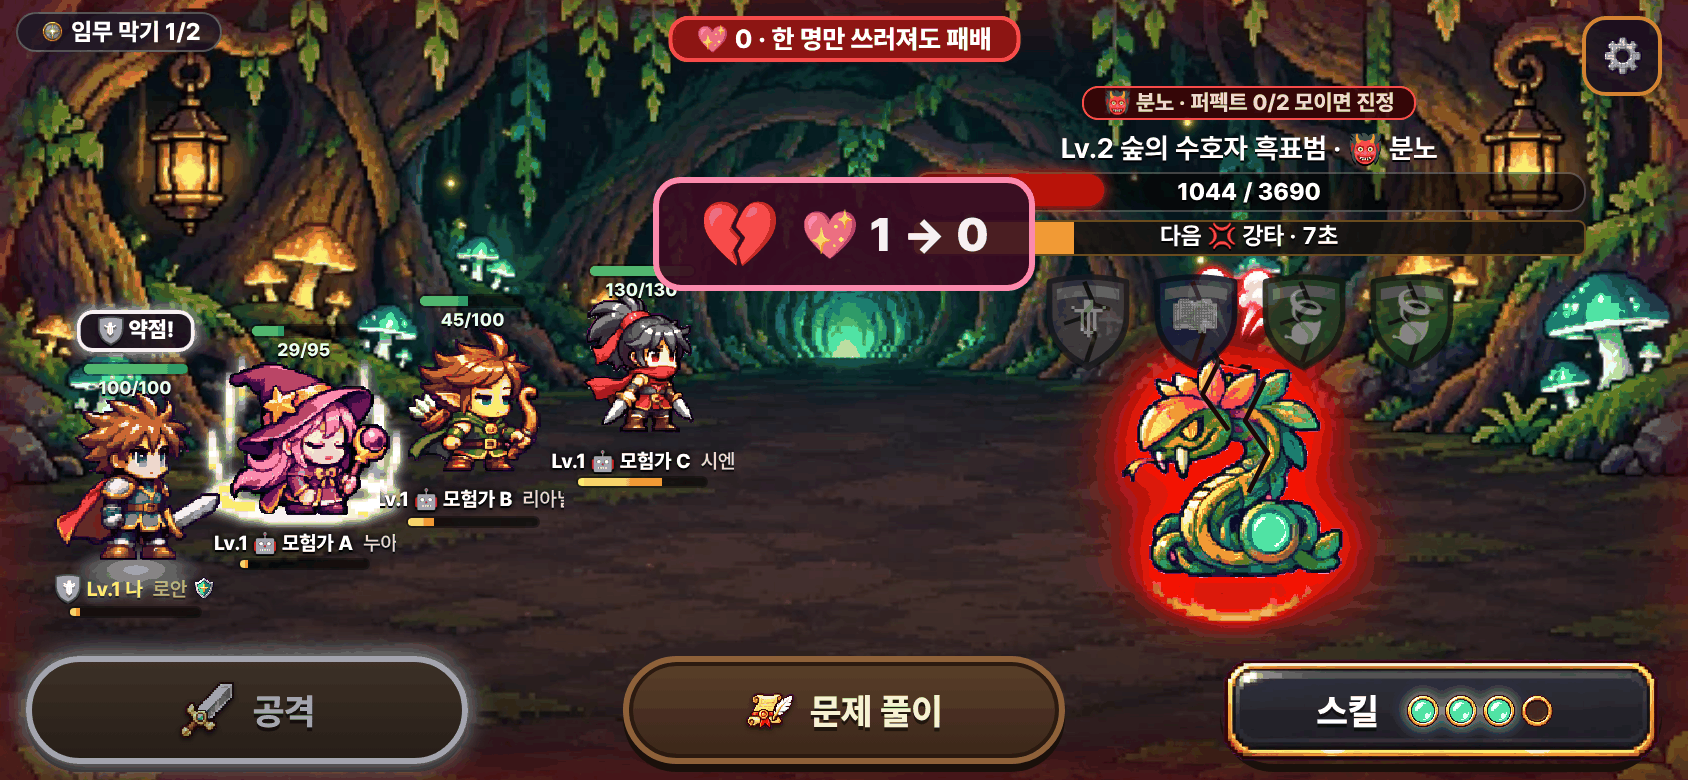 임무 막기 1/2
0 · 한 명만 쓰러져도 패배
분노 · 퍼펙트 0/2 모이면 진정
Lv.2 숲의 수호자 흑표범 · 분노
1044 / 3690
1 → 0
다음 강타 · 7초
130/130
45/100
약점!
29/95
100/100
Lv.1 모험가 C 시엔
Lv.1 모험가 B 리아
Lv.1 모험가 A 누아
Lv.1 나 로안
공격
문제 풀이
스킬